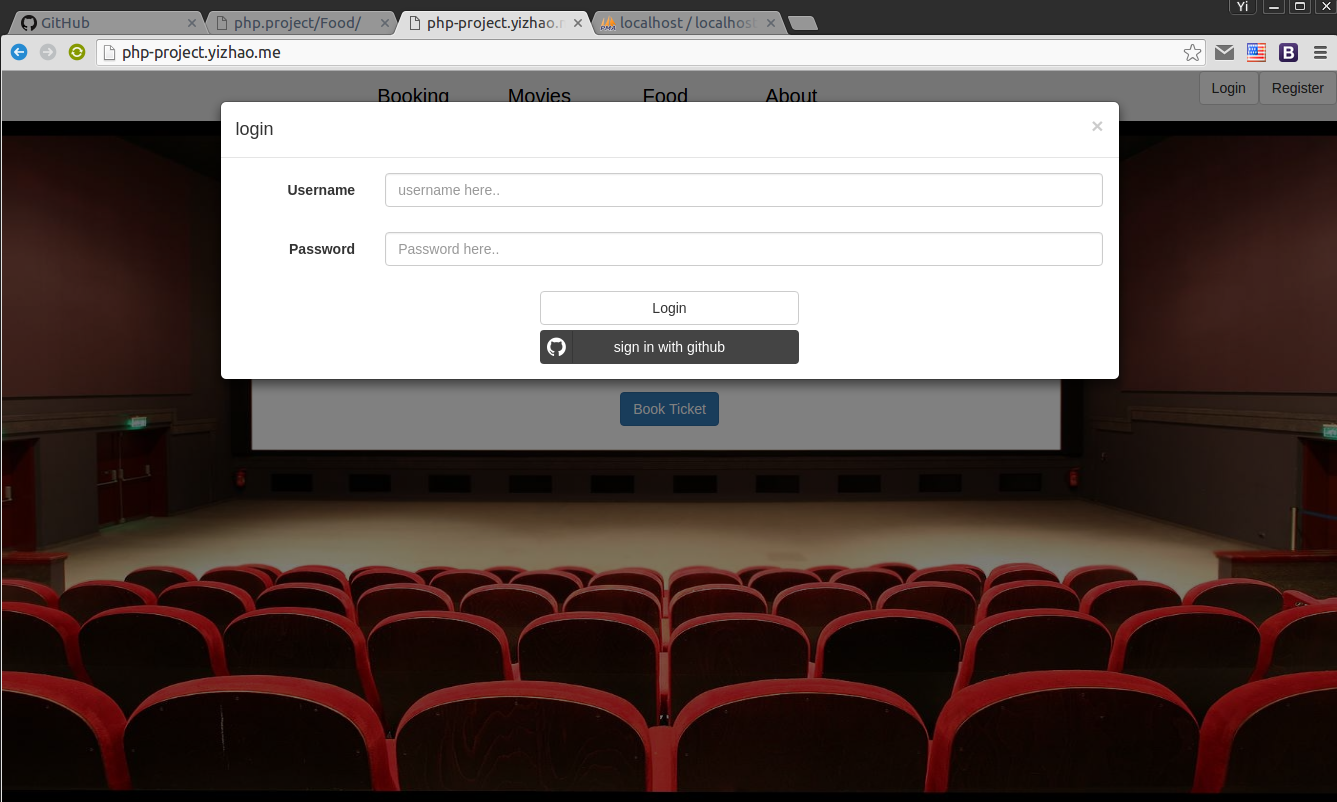 Yi
GitHub
php.project/Food/
php-project.yizhao.m
localhost / localhost
php-project.yizhao.me
B
Booking Movies Food About
Login Register
login ×
Username username here..
Password Password here..
Login
sign in with github
Book Ticket